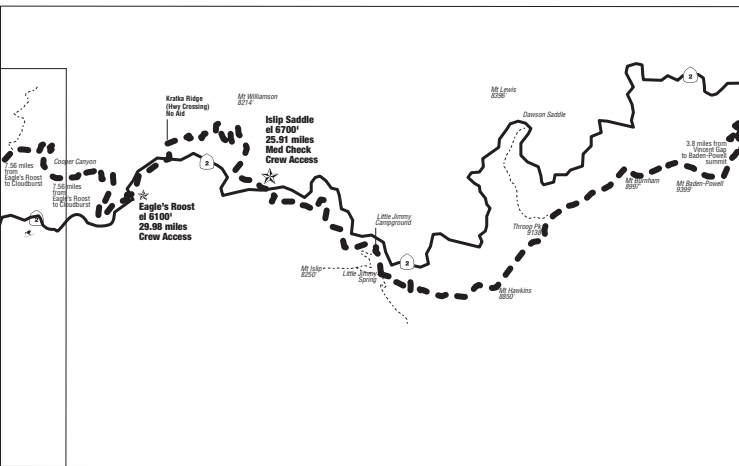 7.56 miles
from
Eagle's Roost
to Cloudburst
Cooper Canyon
7.56 miles
from
Eagle's Roost
to Cloudburst
2
Kratka Ridge
(Hwy Crossing)
No Aid
Mt Williamson
8214'
2
Islip Saddle
el 6700'
25.91 miles
Med Check
Crew Access
Eagle's Roost
el 6100'
29.98 miles
Crew Access
Little Jimmy
Campground
Mt Islip
8250'
Little Jimmy
Spring
2
Mt Lewis
8396'
Dawson Saddle
Throop Pk
9138'
Mt Hawkins
8850'
2
3.8 miles from
Vincent Gap
to Baden-Powell
summit
Mt Burnham
8997'
Mt Baden-Powell
9399'